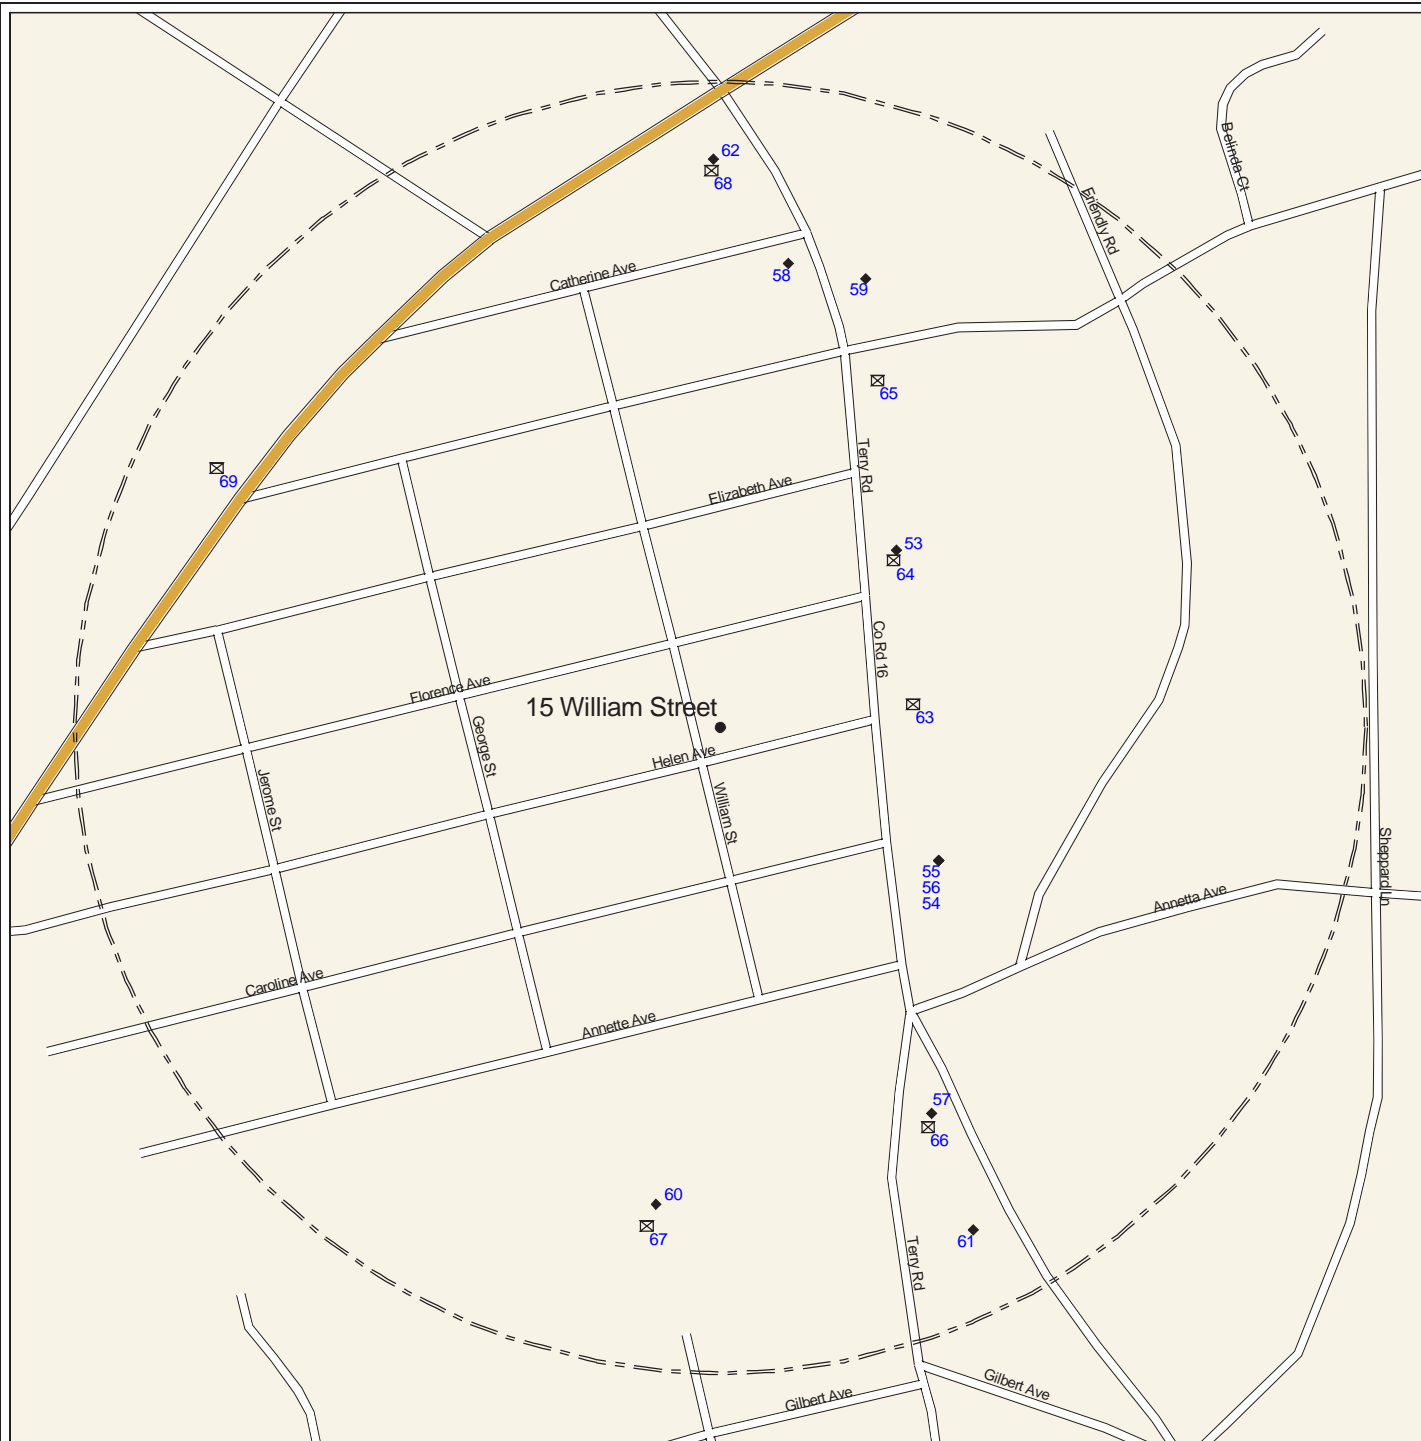 62
68
Belinda Ct
Friendly Rd
Catherine Ave
58
59
65
Terry Rd
69
Elizabeth Ave
53
64
Co Rd 16
Florence Ave
15 William Street
63
George St
Helen Ave
Jerome St
William St
Sheppard Ln
55
56
54
Annetta Ave
Caroline Ave
Annette Ave
57
66
60
67
61
Terry Rd
Gilbert Ave
Gilbert Ave